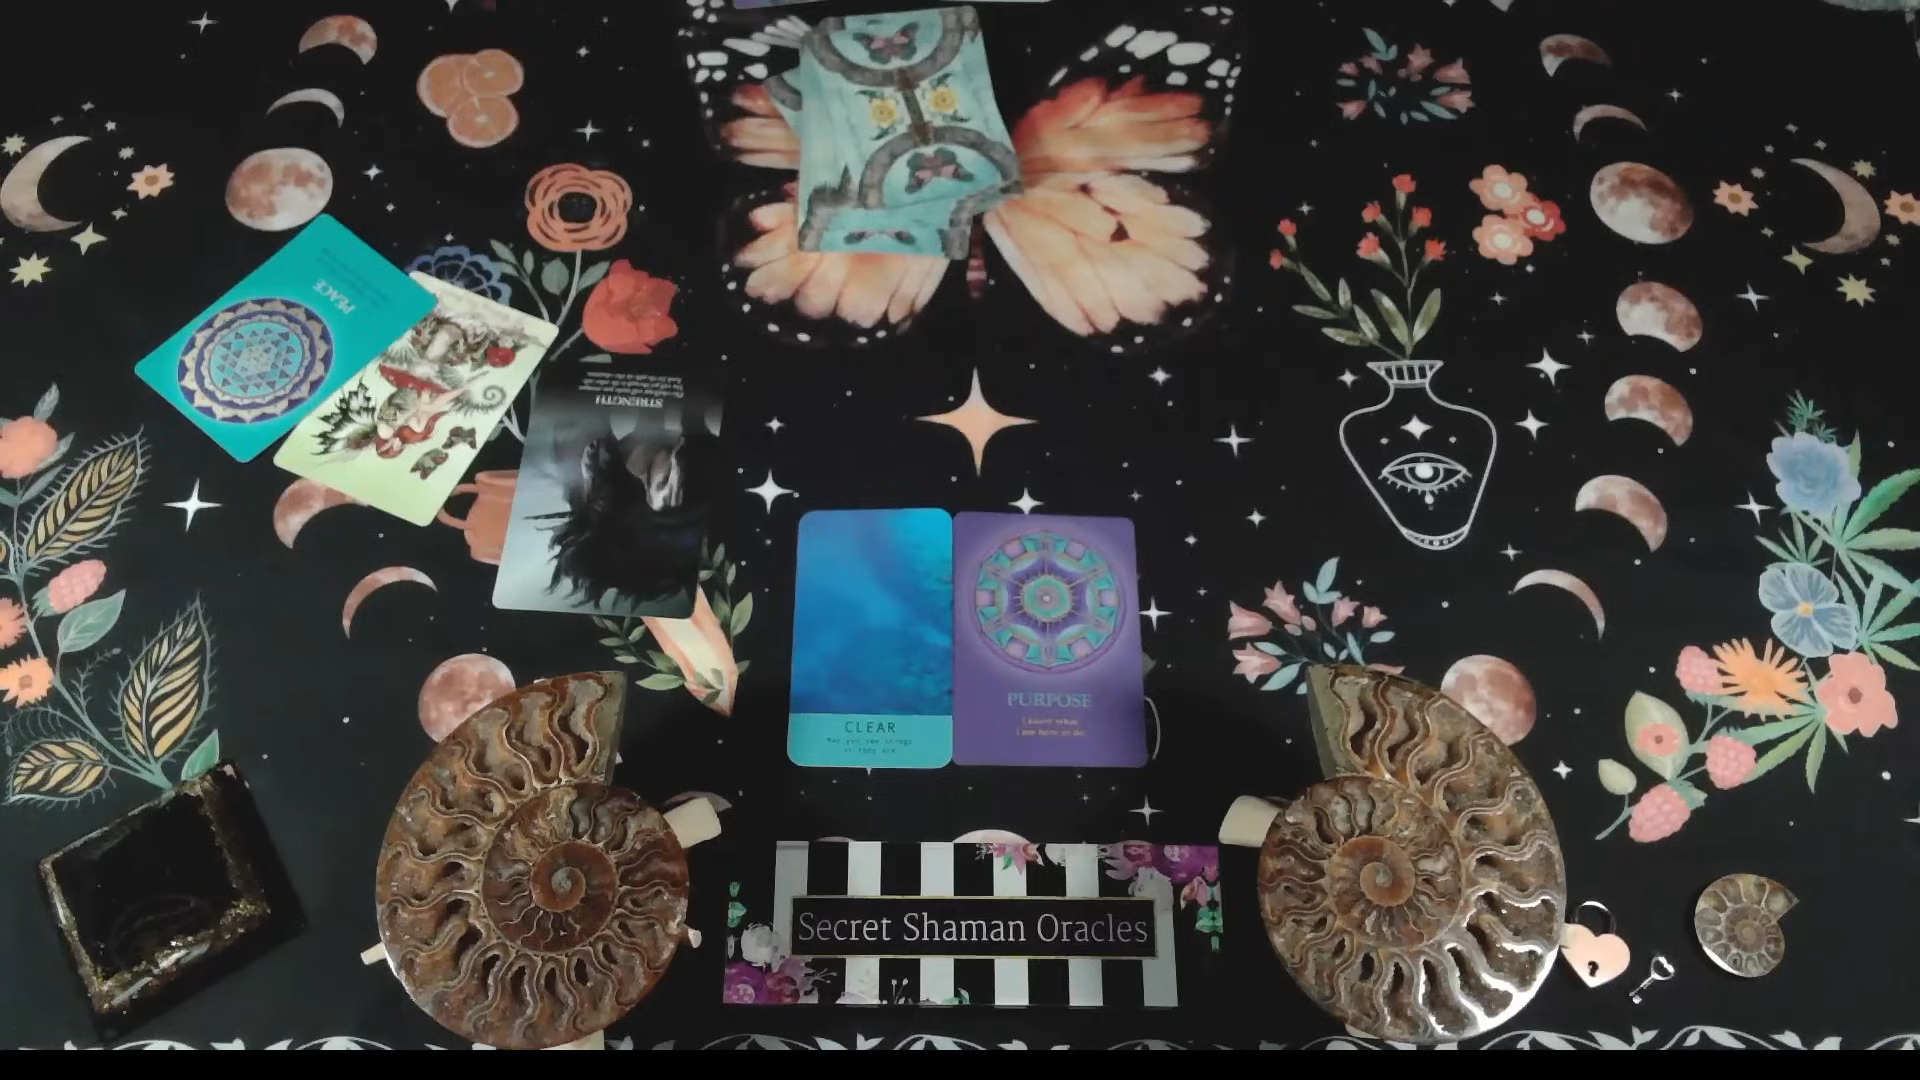 PEACE
STRENGTH
CLEAR
May you see things
as they are
PURPOSE
I know what
I am here to do
Secret Shaman Oracles